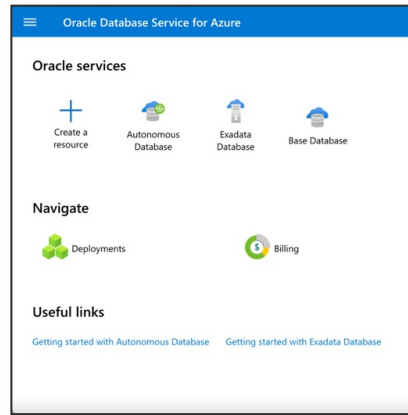 Oracle Database Service for Azure
Oracle services
Create a
resource
Autonomous
Database
Exadata
Database
Base Database
Navigate
Deployments
$
Billing
Useful links
Getting started with Autonomous Database
Getting started with Exadata Database